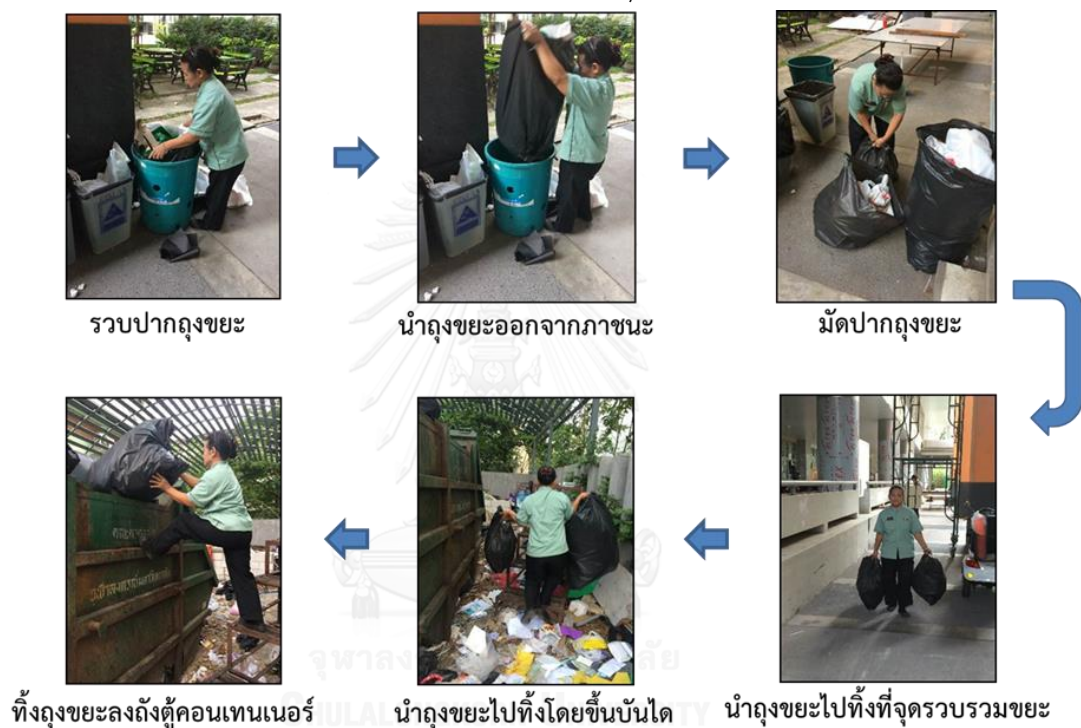 รวบปากถุงขยะ
นำถุงขยะออกจากภาชนะ
มัดปากถุงขยะ
ทิ้งถุงขยะลงถังตู้คอนเทนเนอร์
นำถุงขยะไปทิ้งโดยขึ้นบันได
นำถุงขยะไปทิ้งที่จุดรวบรวมขยะ